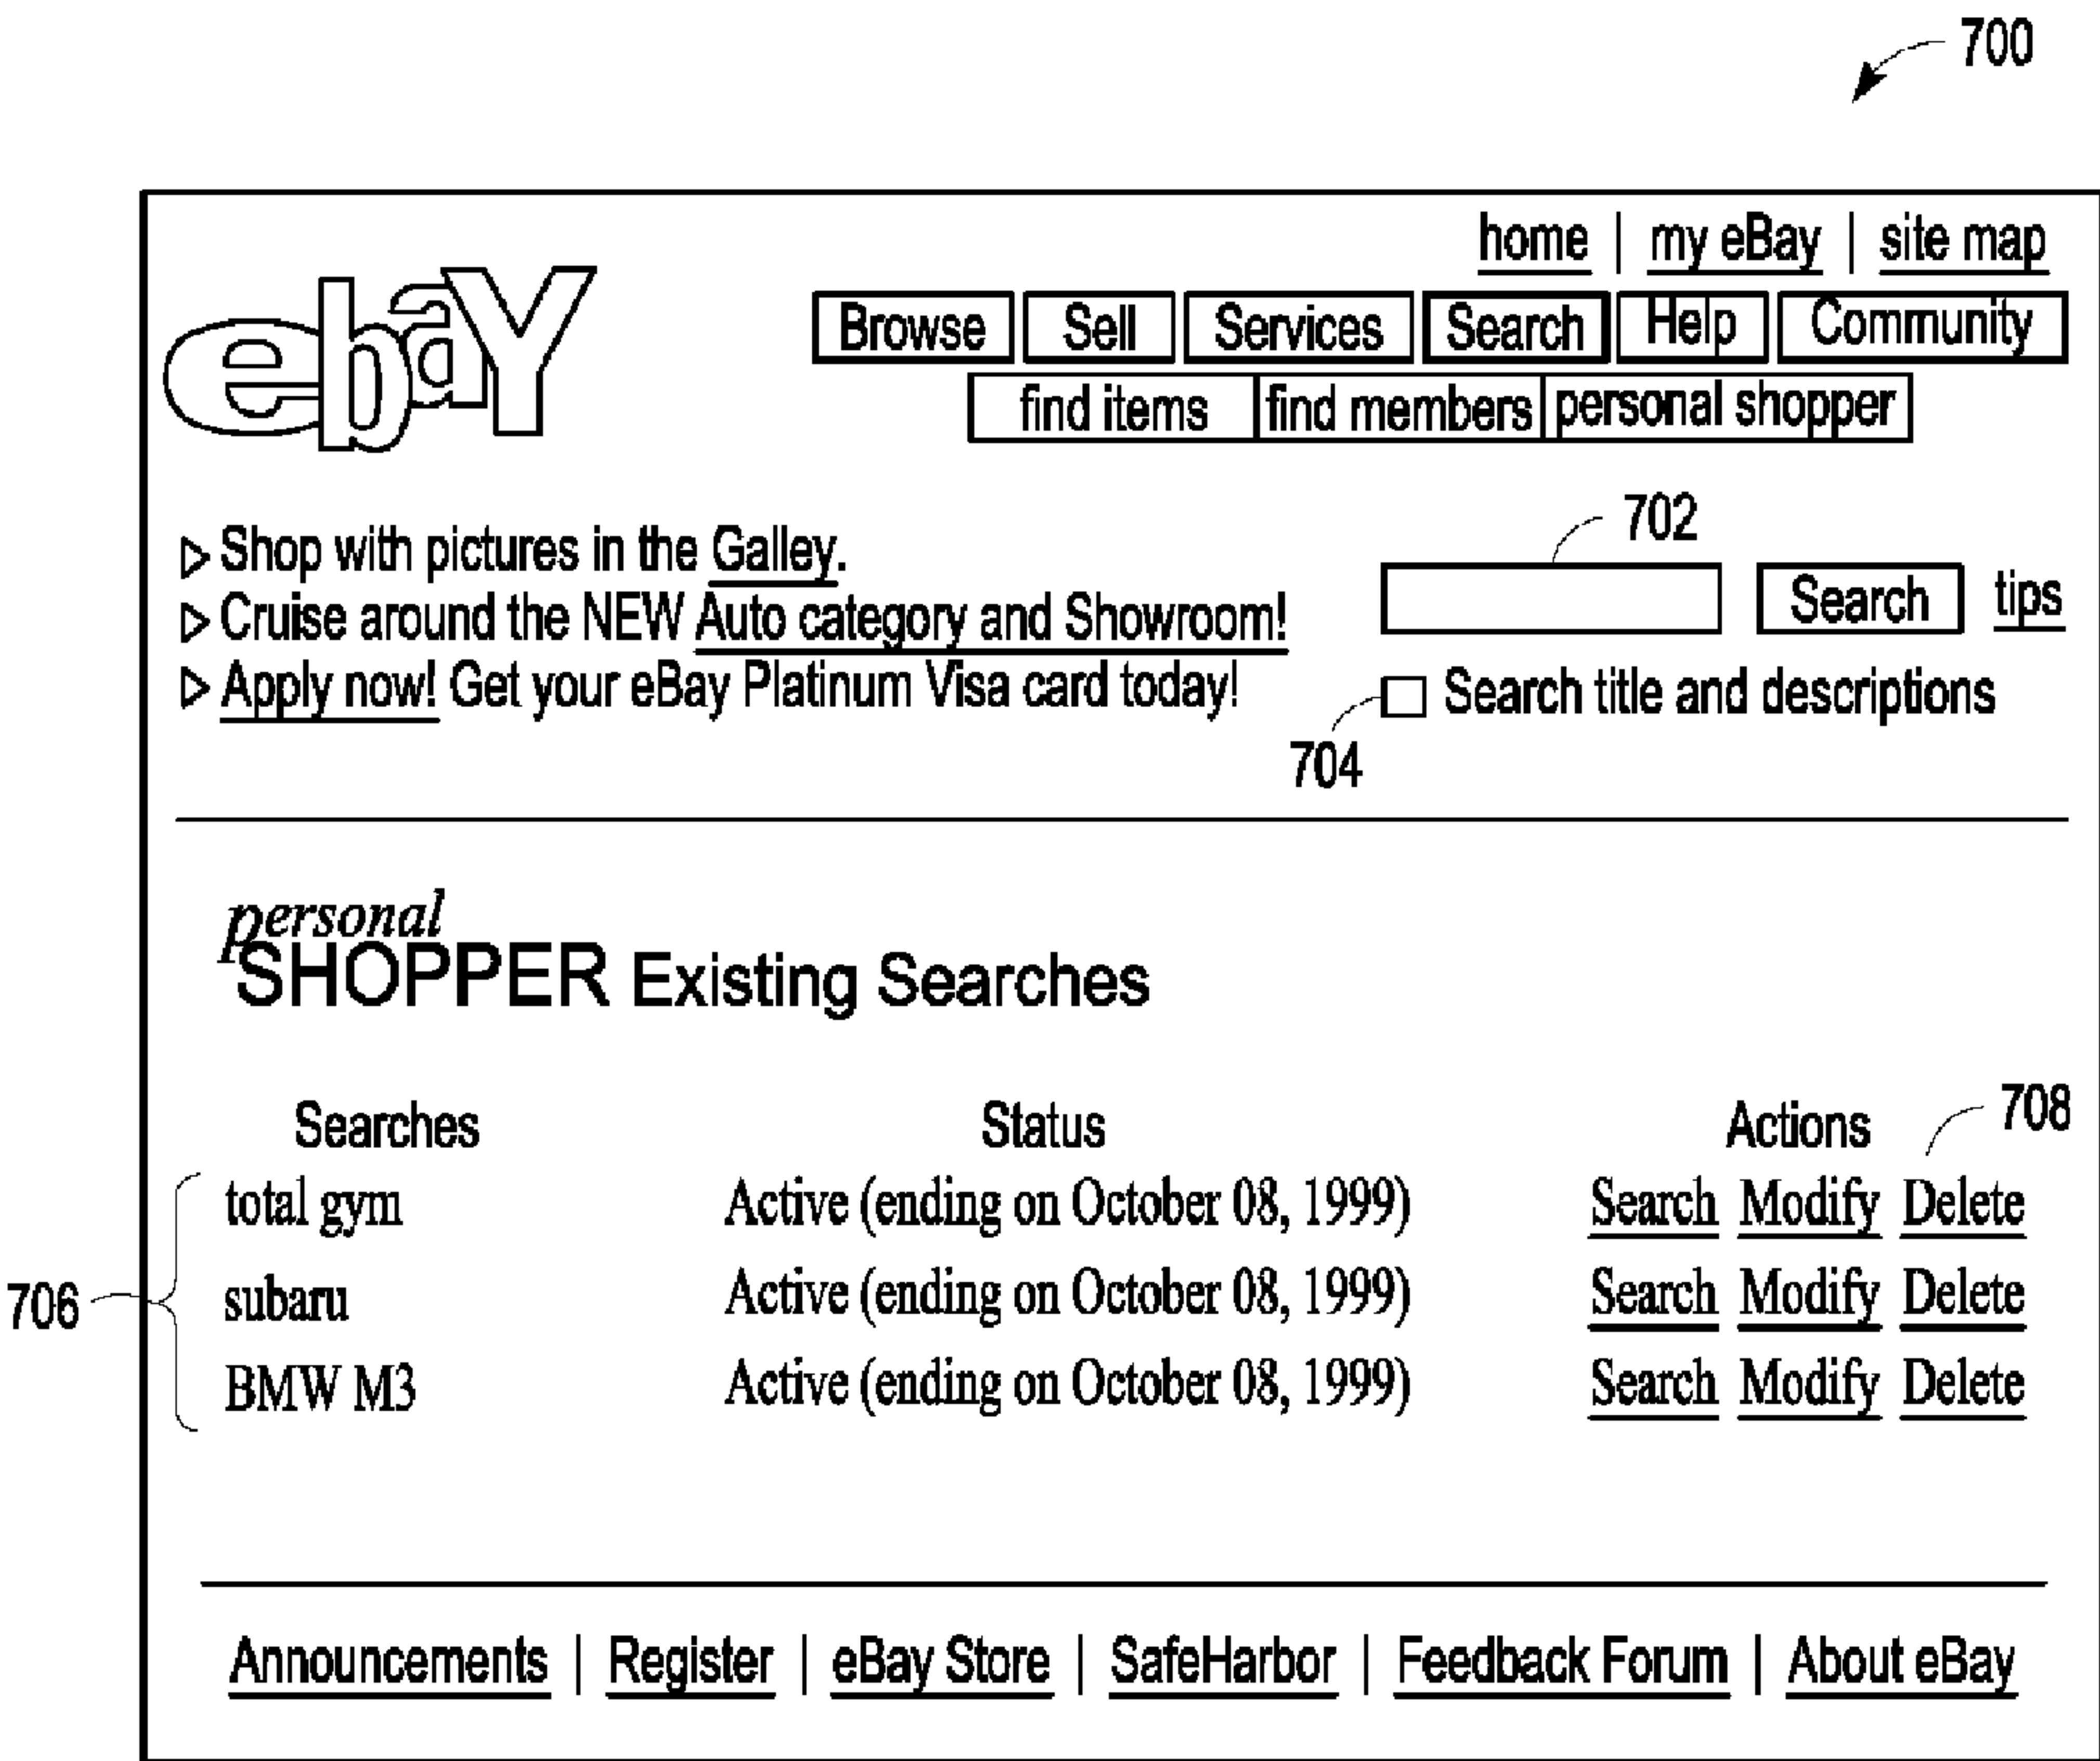 700
home | my eBay | site map
ebaY
Browse Sell Services Search Help Community
find items find members personal shopper
702
Shop with pictures in the Galley.
Search tips
Cruise around the NEW Auto category and Showroom!
Apply now! Get your eBay Platinum Visa card today!
Search title and descriptions
704
personal
SHOPPER Existing Searches
Searches Status Actions 708
total gym Active (ending on October 08, 1999) Search Modify Delete
706
subaru Active (ending on October 08, 1999) Search Modify Delete
BMW M3 Active (ending on October 08, 1999) Search Modify Delete
Announcements | Register | eBay Store | SafeHarbor | Feedback Forum | About eBay